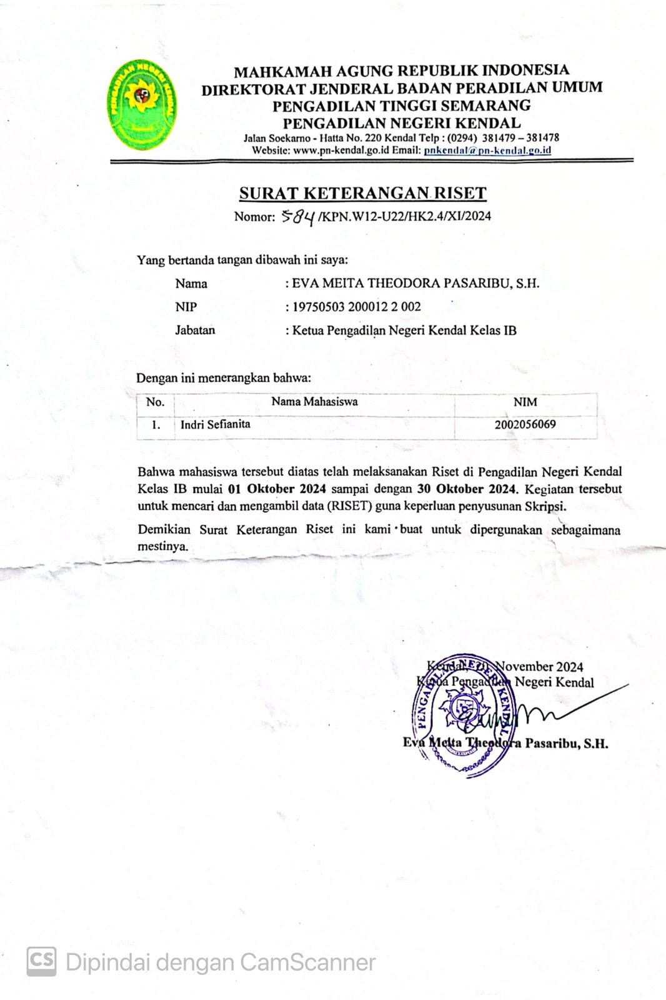 PENGADILAN NEGERI KENDAL
MAHKAMAH AGUNG REPUBLIK INDONESIA
DIREKTORAT JENDERAL BADAN PERADILAN UMUM
PENGADILAN TINGGI SEMARANG
PENGADILAN NEGERI KENDAL
Jalan Soekarno - Hatta No. 220 Kendal Telp : (0294) 381479 – 381478
Website: www.pn-kendal.go.id Email: pnkendal@pn-kendal.go.id
SURAT KETERANGAN RISET
Nomor: 584/KPN.W12-U22/HK2.4/XI/2024
Yang bertanda tangan dibawah ini saya:
Nama : EVA MEITA THEODORA PASARIBU, S.H.
NIP : 19750503 200012 2 002
Jabatan : Ketua Pengadilan Negeri Kendal Kelas IB
Dengan ini menerangkan bahwa:
No. Nama Mahasiswa NIM
1. Indri Sefianita 2002056069
Bahwa mahasiswa tersebut diatas telah melaksanakan Riset di Pengadilan Negeri Kendal
Kelas IB mulai 01 Oktober 2024 sampai dengan 30 Oktober 2024. Kegiatan tersebut
untuk mencari dan mengambil data (RISET) guna keperluan penyusunan Skripsi.
Demikian Surat Keterangan Riset ini kami buat untuk dipergunakan sebagaimana
mestinya.
Kendal, November 2024
Ketua Pengadilan Negeri Kendal
PENGADILAN NEGERI KENDAL
Eva Meita Theodora Pasaribu, S.H.
CS Dipindai dengan CamScanner